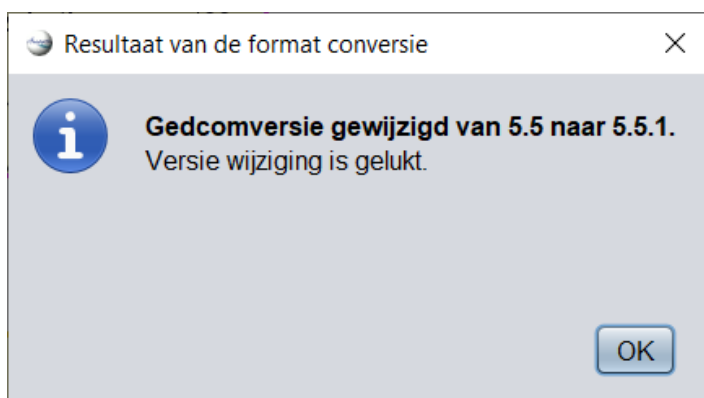 Resultaat van de format conversie
Gedcomversie gewijzigd van 5.5 naar 5.5.1.
Versie wijziging is gelukt.
OK